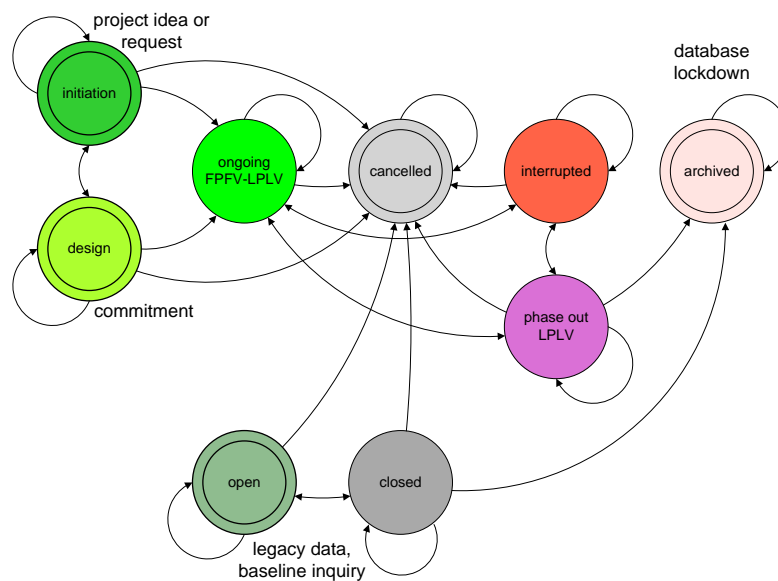 project idea or
request
database
lockdown
initiation
ongoing
FPFV-LPLV
cancelled
interrupted
archived
design
commitment
phase out
LPLV
open
closed
legacy data,
baseline inquiry